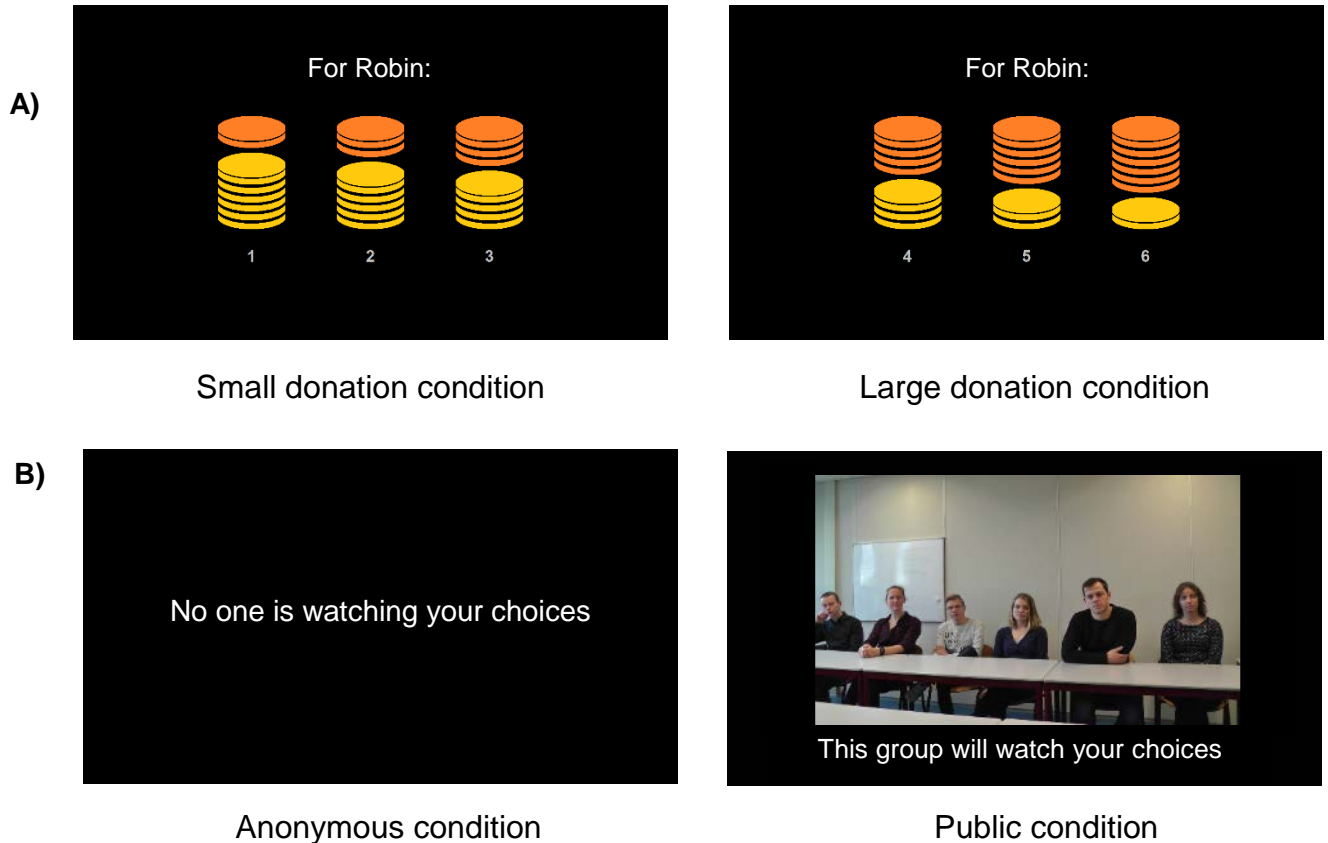 A)
For Robin:
1 2 3
Small donation condition
For Robin:
4 5 6
Large donation condition
B)
No one is watching your choices
Anonymous condition
This group will watch your choices
Public condition